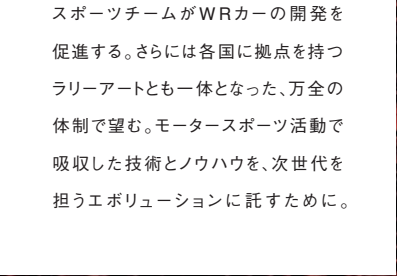 スポーツチームがWRカーの開発を
促進する。さらには各国に拠点を持つ
ラリーアートとも一体となった、万全の
体制で望む。モータースポーツ活動で
吸収した技術とノウハウを、次世代を
担うエボリューションに託すために。